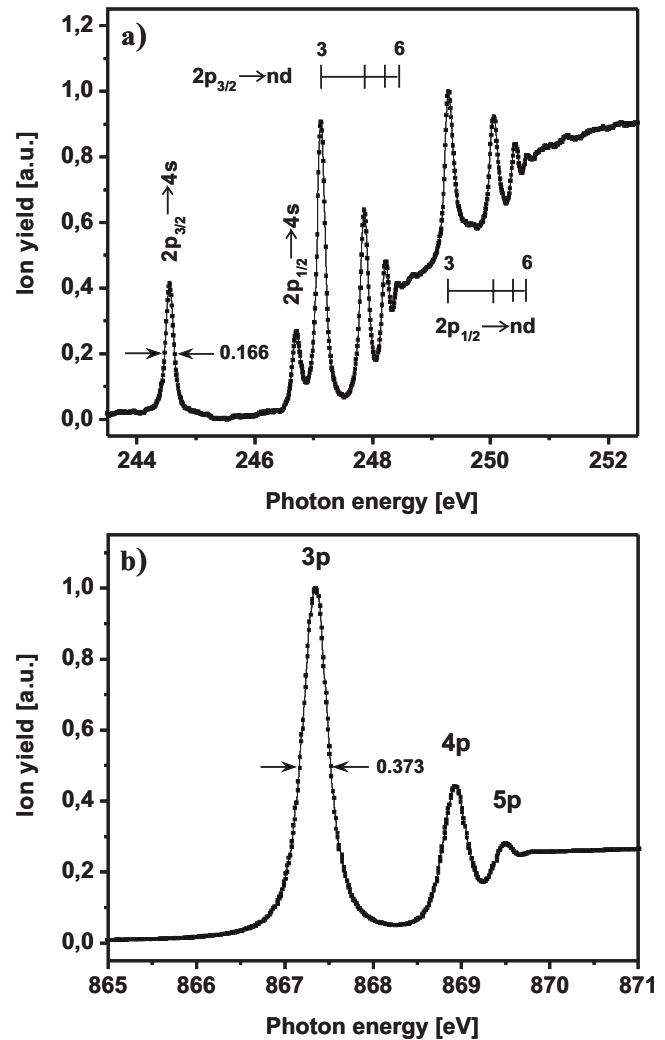 a)
1,2
1,0
0,8
0,6
0,4
0,2
0,0
Ion yield [a.u.]
2p3/2→nd
3 6
2p3/2→4s
2p1/2→4s
0.166
3 6
2p1/2→nd
244 246 248 250 252
Photon energy [eV]
b)
1,0
0,8
0,6
0,4
0,2
0,0
Ion yield [a.u.]
3p
0.373
4p
5p
865 866 867 868 869 870 871
Photon energy [eV]